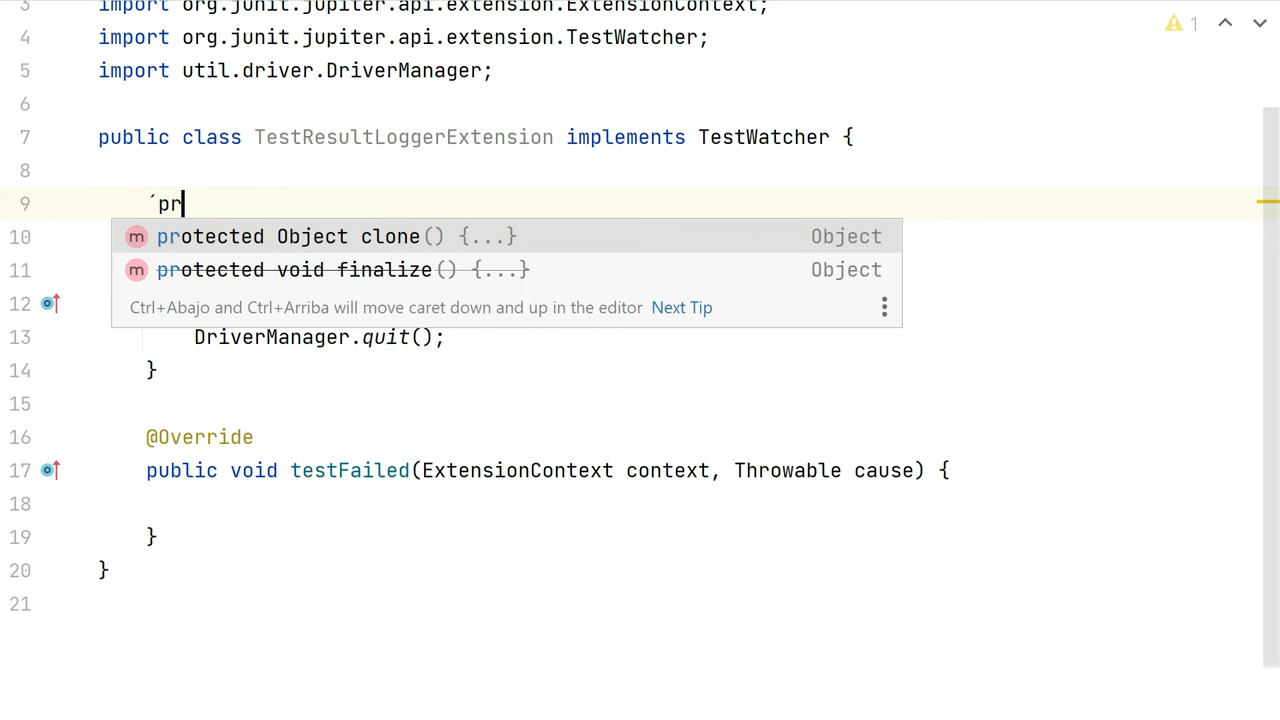 3 import org.junit.jupiter.api.extension.ExtensionContext;
4 import org.junit.jupiter.api.extension.TestWatcher;
1
5 import util.driver.DriverManager;
6
7 public class TestResultLoggerExtension implements TestWatcher {
8
9 ´pr
10 m protected Object clone() {...} Object
11 m protected void finalize() {...} Object
12 Ctrl+Abajo and Ctrl+Arriba will move caret down and up in the editor Next Tip
13 DriverManager.quit();
14 }
15
16 @Override
17 public void testFailed(ExtensionContext context, Throwable cause) {
18
19 }
20 }
21